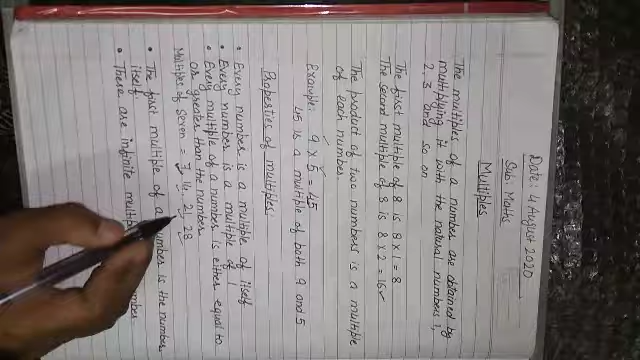 Date: 4 August 2020
Sub: Maths
Multiples
The multiples of a number are obtained by
multiplying it with the natural numbers 1,
2, 3 and so on
The first multiple of 8 is 8 x 1 = 8
The second multiple of 8 is 8 x 2 = 16
The product of two numbers is a multiple
of each number.
Example: 9 x 5 = 45
45 is a multiple of both 9 and 5
Properties of multiples:
• Every number is a multiple of itself
• Every number is a multiple of 1
• Every multiple of a number is either equal to
or greater than the number
Multiples of seven = 7, 14, 21, 28
• The first multiple of a number is the number
itself.
• There are infinite